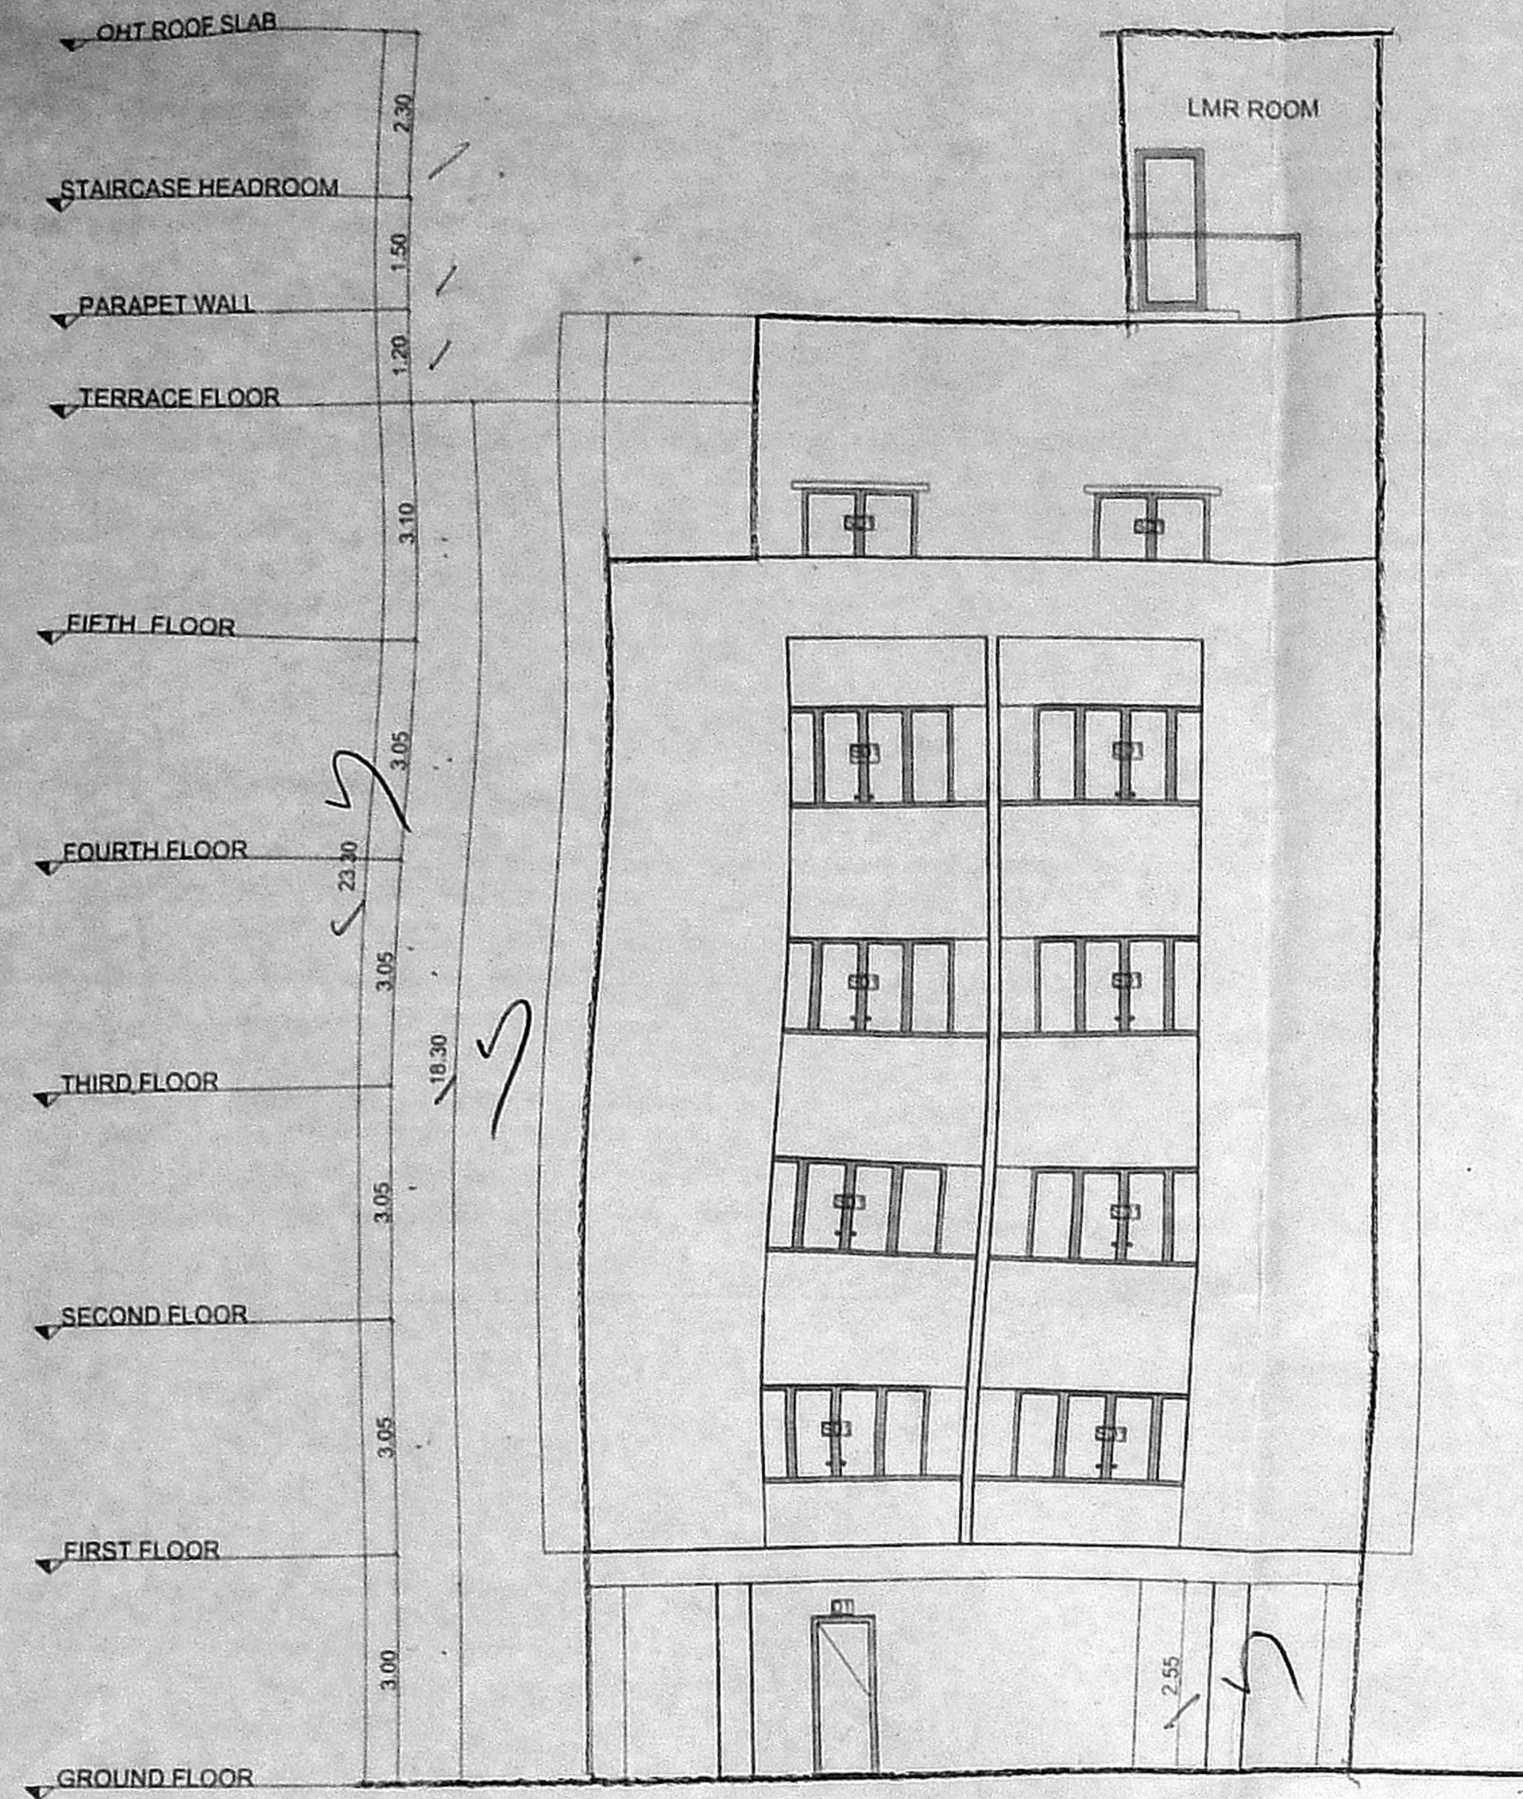 OHT ROOF SLAB
2.30
LMR ROOM
STAIRCASE HEADROOM
1.50
PARAPET WALL
1.20
TERRACE FLOOR
3.10
FIFTH FLOOR
3.05
FOURTH FLOOR
23.30
3.05
18.30
THIRD FLOOR
3.05
SECOND FLOOR
3.05
FIRST FLOOR
D1
3.00
2.55
GROUND FLOOR